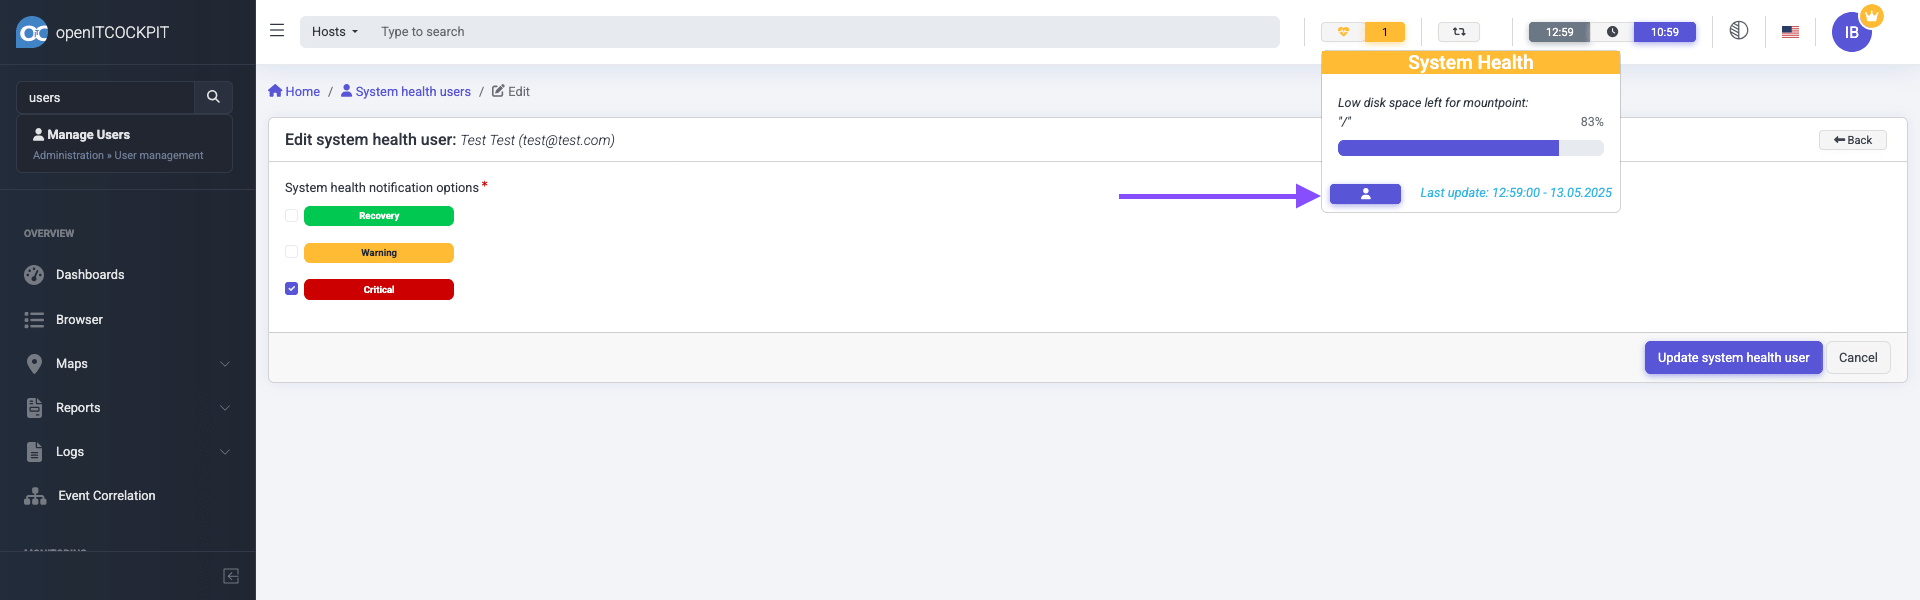 openITCOCKPIT
Hosts
Type to search
1
12:59
10:59
IB
users
Manage Users
Administration » User management
OVERVIEW
Dashboards
Browser
Maps
Reports
Logs
Event Correlation
Home / System health users / Edit
Edit system health user: Test Test (test@test.com)
Back
System health notification options *
Recovery
Warning
Critical
Update system health user
Cancel
System Health
Low disk space left for mountpoint:
"/"
83%
Last update: 12:59:00 - 13.05.2025